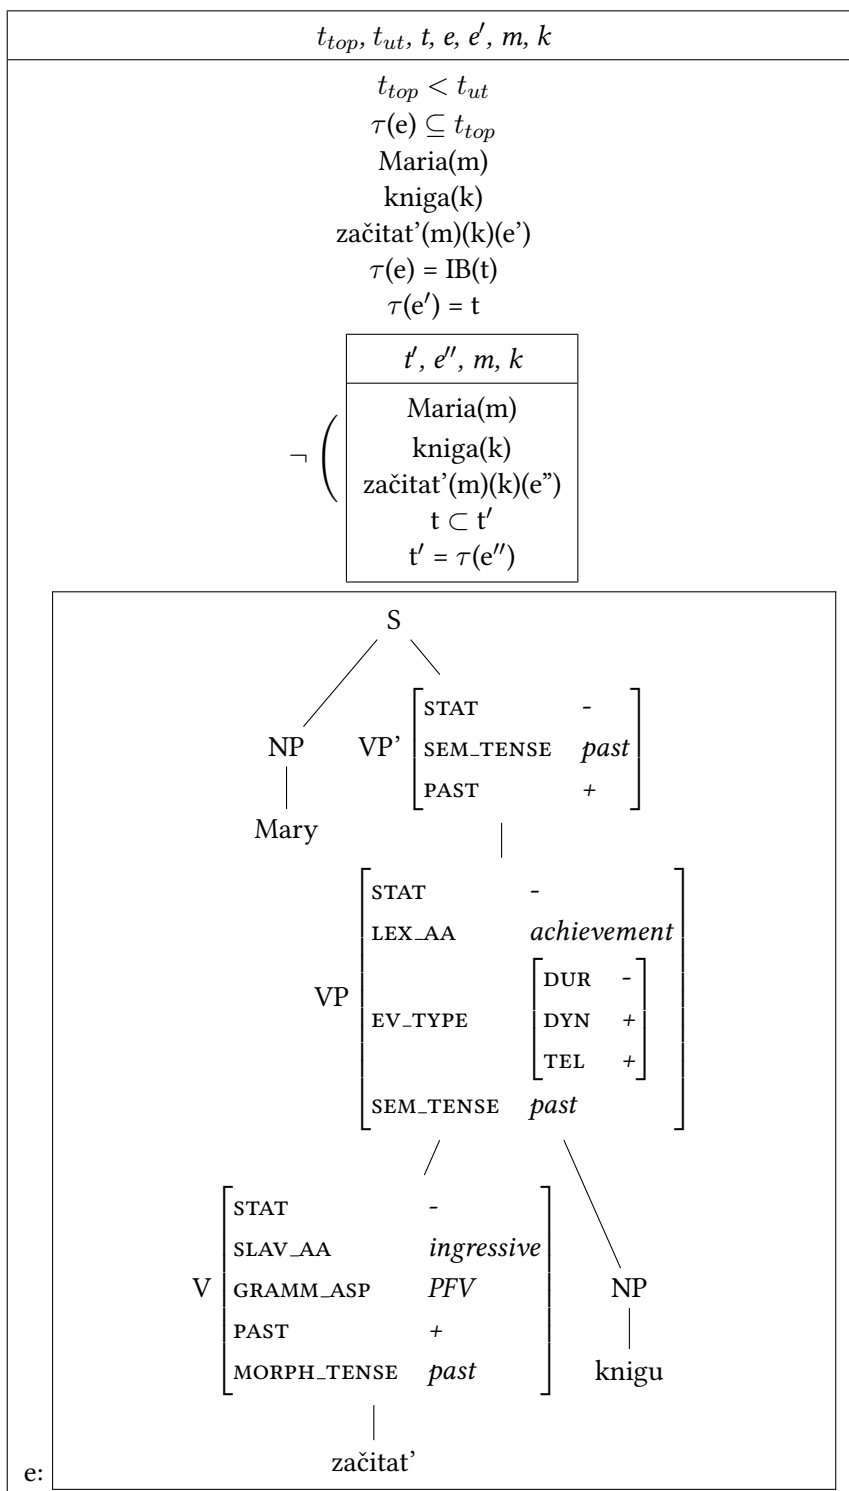 t_top, t_ut, t, e, e′, m, k
t_top < t_ut
τ(e) ⊆ t_top
Maria(m)
kniga(k)
začitat’(m)(k)(e’)
τ(e) = IB(t)
τ(e′) = t
t′, e″, m, k
¬ (
Maria(m)
kniga(k)
začitat’(m)(k)(e”)
t ⊂ t′
t′ = τ(e″)
S
NP VP’ [STAT -
SEM_TENSE past
PAST +]
Mary
VP [STAT -
LEX_AA achievement
EV_TYPE [DUR -
DYN +
TEL +]
SEM_TENSE past]
V [STAT -
SLAV_AA ingressive
GRAMM_ASP PFV
PAST +
MORPH_TENSE past]
NP
knigu
začitat’
e: